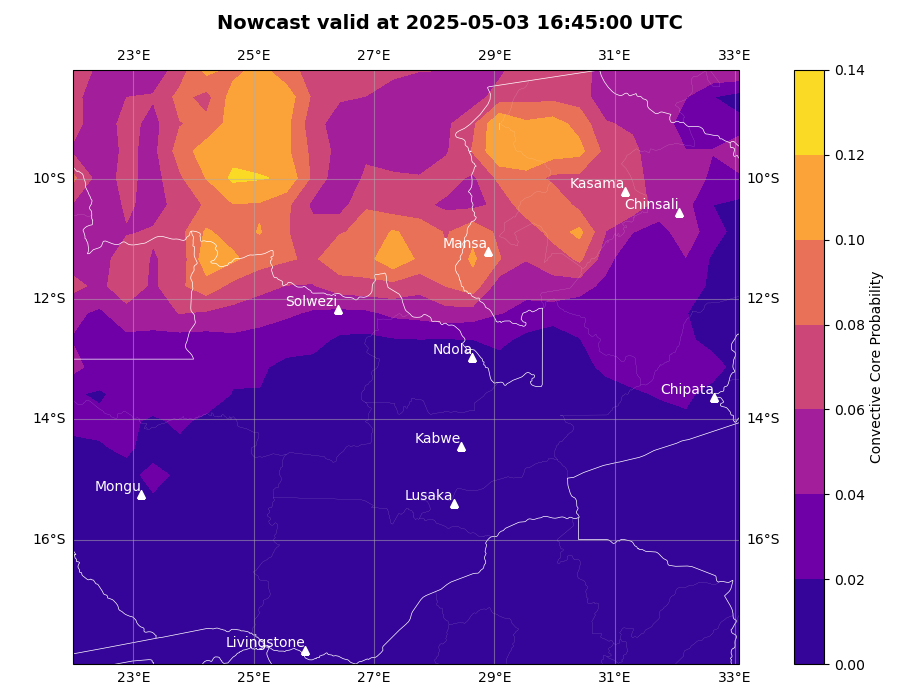 Nowcast valid at 2025-05-03 16:45:00 UTC
23°E 25°E 27°E 29°E 31°E 33°E
0.14
0.12
10°S Kasama 10°S
Chinsali
0.10
Mansa
12°S Solwezi 12°S
0.08
Ndola
Chipata
0.06
14°S 14°S
Kabwe
Convective Core Probability
Mongu
Lusaka
0.04
16°S 16°S
0.02
Livingstone
0.00
23°E 25°E 27°E 29°E 31°E 33°E